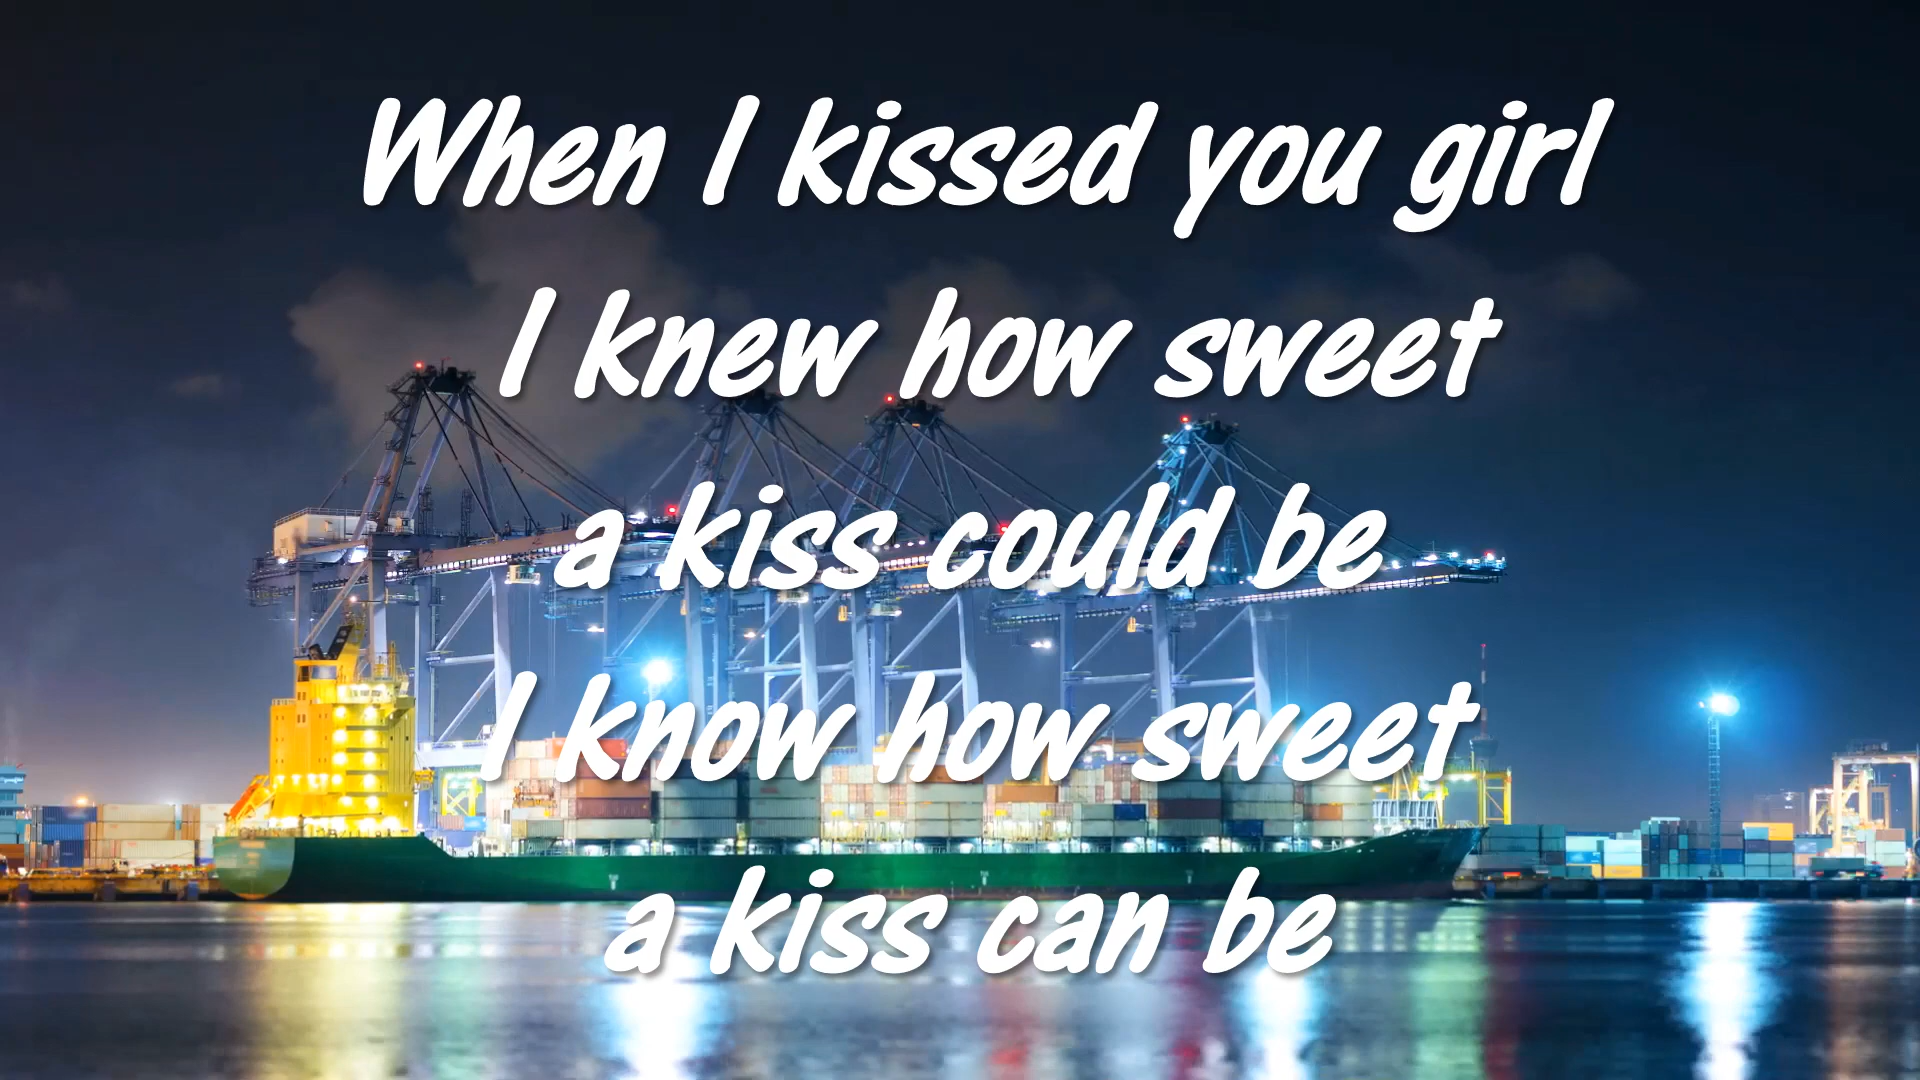 When I kissed you girl
I knew how sweet
a kiss could be
I know how sweet
a kiss can be